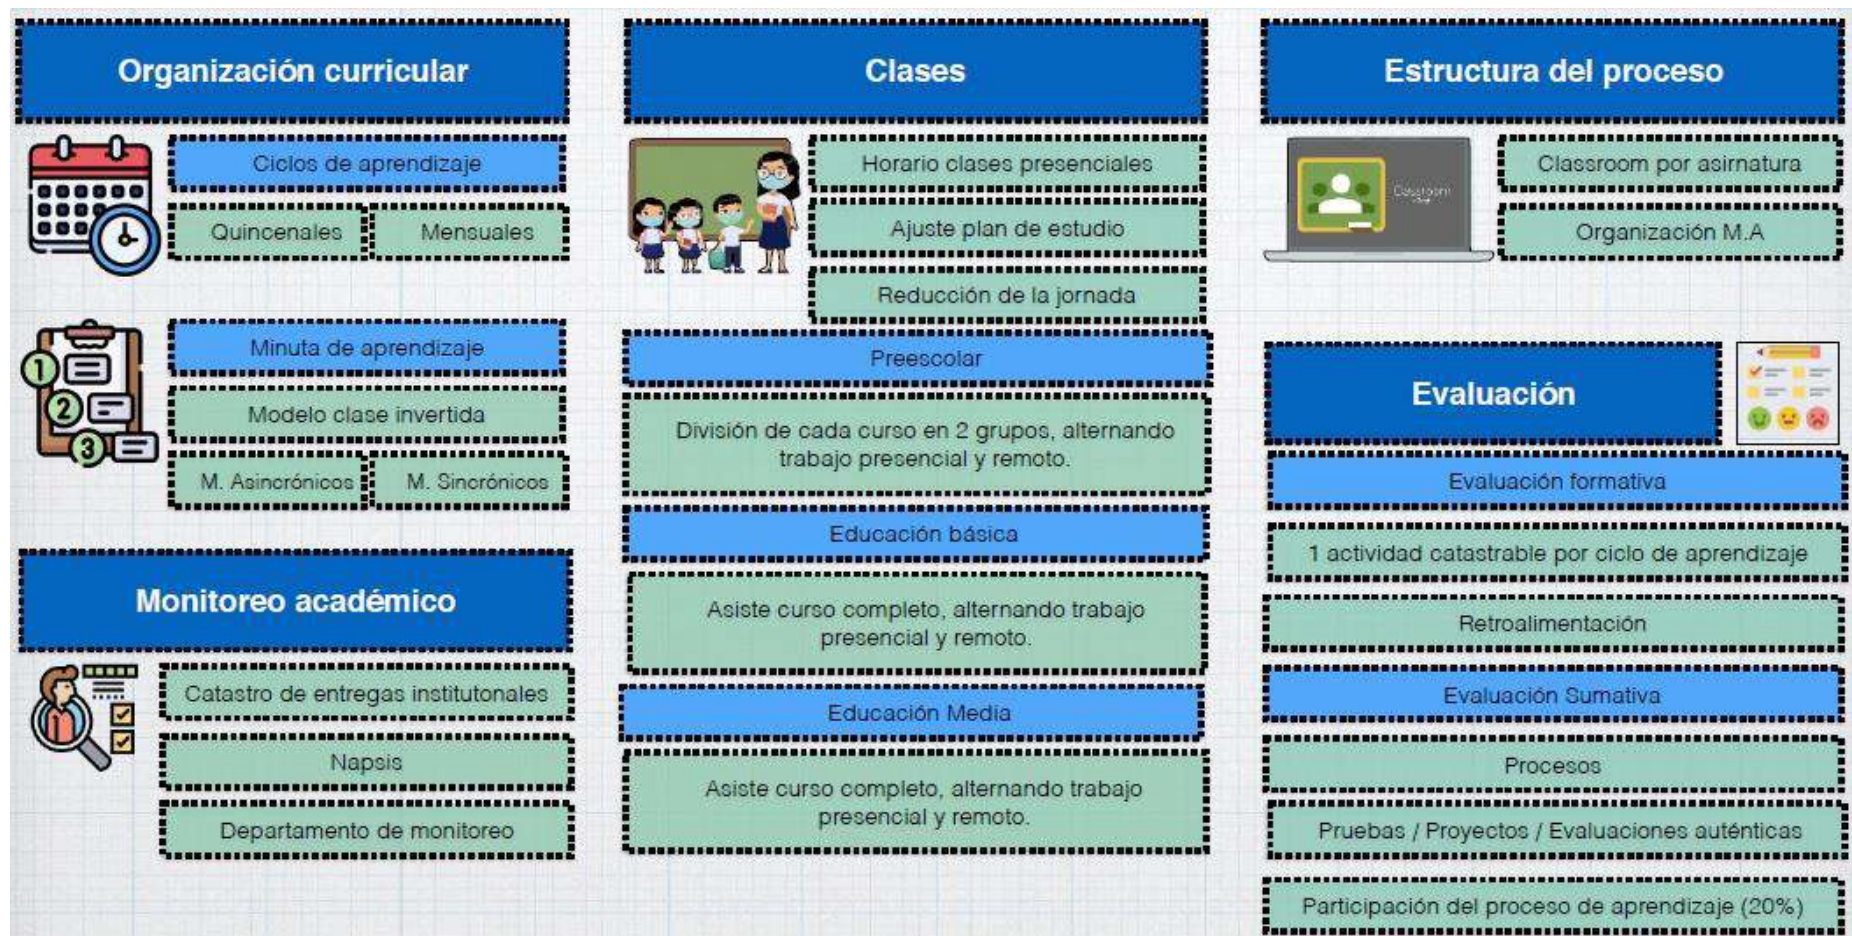 Organización curricular
Ciclos de aprendizaje
Quincenales
Mensuales
Minuta de aprendizaje
Modelo clase invertida
M. Asincrónicos
M. Sincrónicos
Monitoreo académico
Catastro de entregas institutonales
Napsis
Departamento de monitoreo
Clases
Horario clases presenciales
Ajuste plan de estudio
Reducción de la jornada
Preescolar
División de cada curso en 2 grupos, alternando
trabajo presencial y remoto.
Educación básica
Asiste curso completo, alternando trabajo
presencial y remoto.
Educación Media
Asiste curso completo, alternando trabajo
presencial y remoto.
Estructura del proceso
Classroom
Classroom por asirnatura
Organización M.A
Evaluación
Evaluación formativa
1 actividad catastrable por ciclo de aprendizaje
Retroalimentación
Evaluación Sumativa
Procesos
Pruebas / Proyectos / Evaluaciones auténticas
Participación del proceso de aprendizaje (20%)
1
2
3